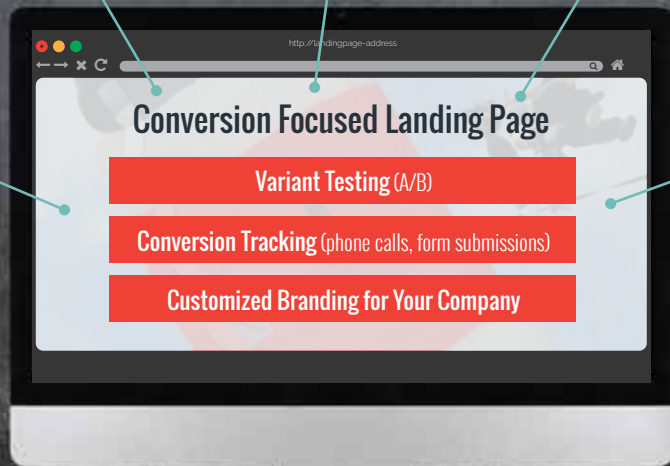 http://landingpage-address
Conversion Focused Landing Page
Variant Testing (A/B)
Conversion Tracking (phone calls, form submissions)
Customized Branding for Your Company